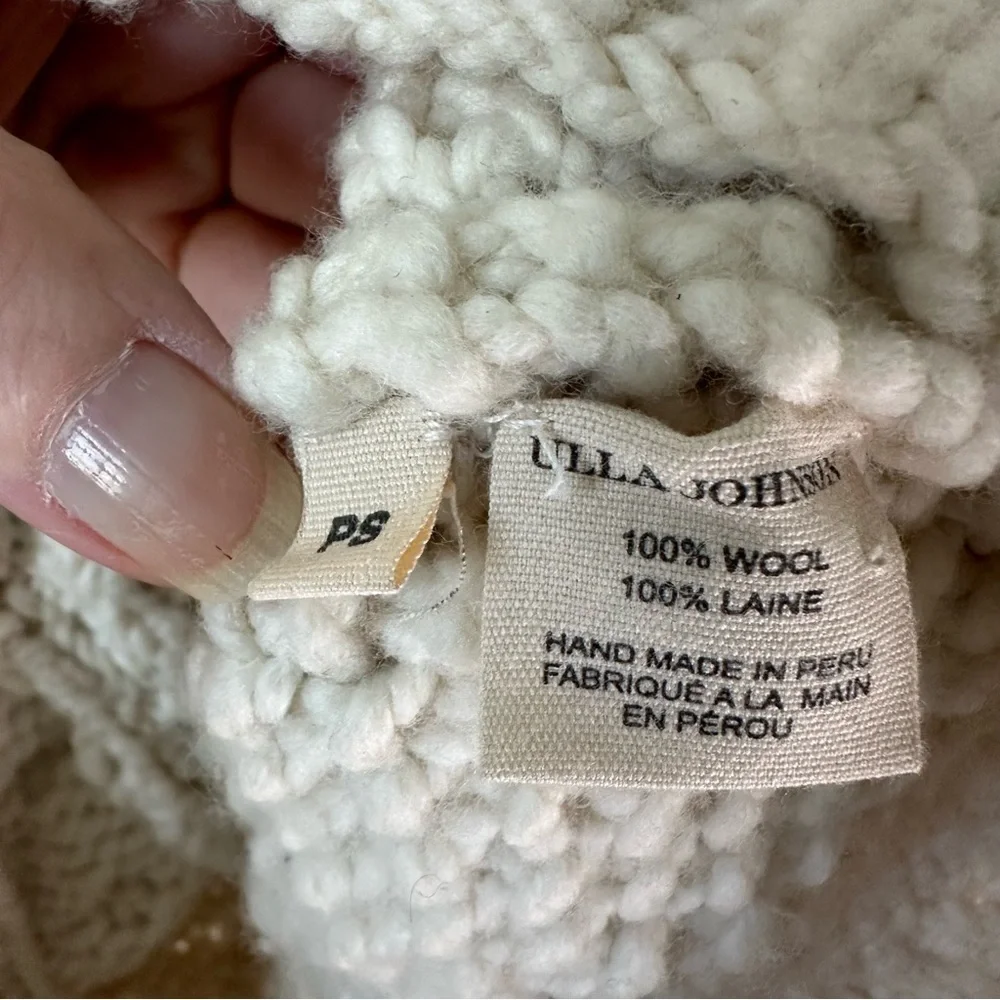 PS
ULLA JOHNSON
100% WOOL
100% LAINE
HAND MADE IN PERU
FABRIQUÉ A LA MAIN
EN PÉROU